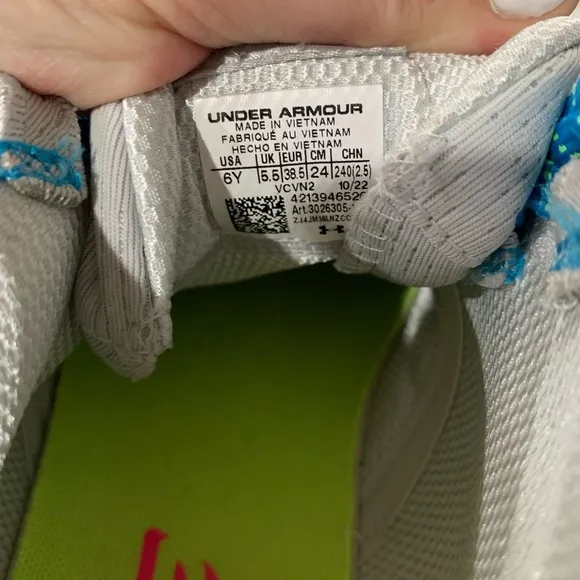 UNDER ARMOUR
MADE IN VIETNAM
FABRIQUÉ AU VIETNAM
HECHO EN VIETNAM
USA UK EUR CM CHN
6Y 5.5 38.5 24 240(2.5)
VCVN2 10/22
Art.3026305-